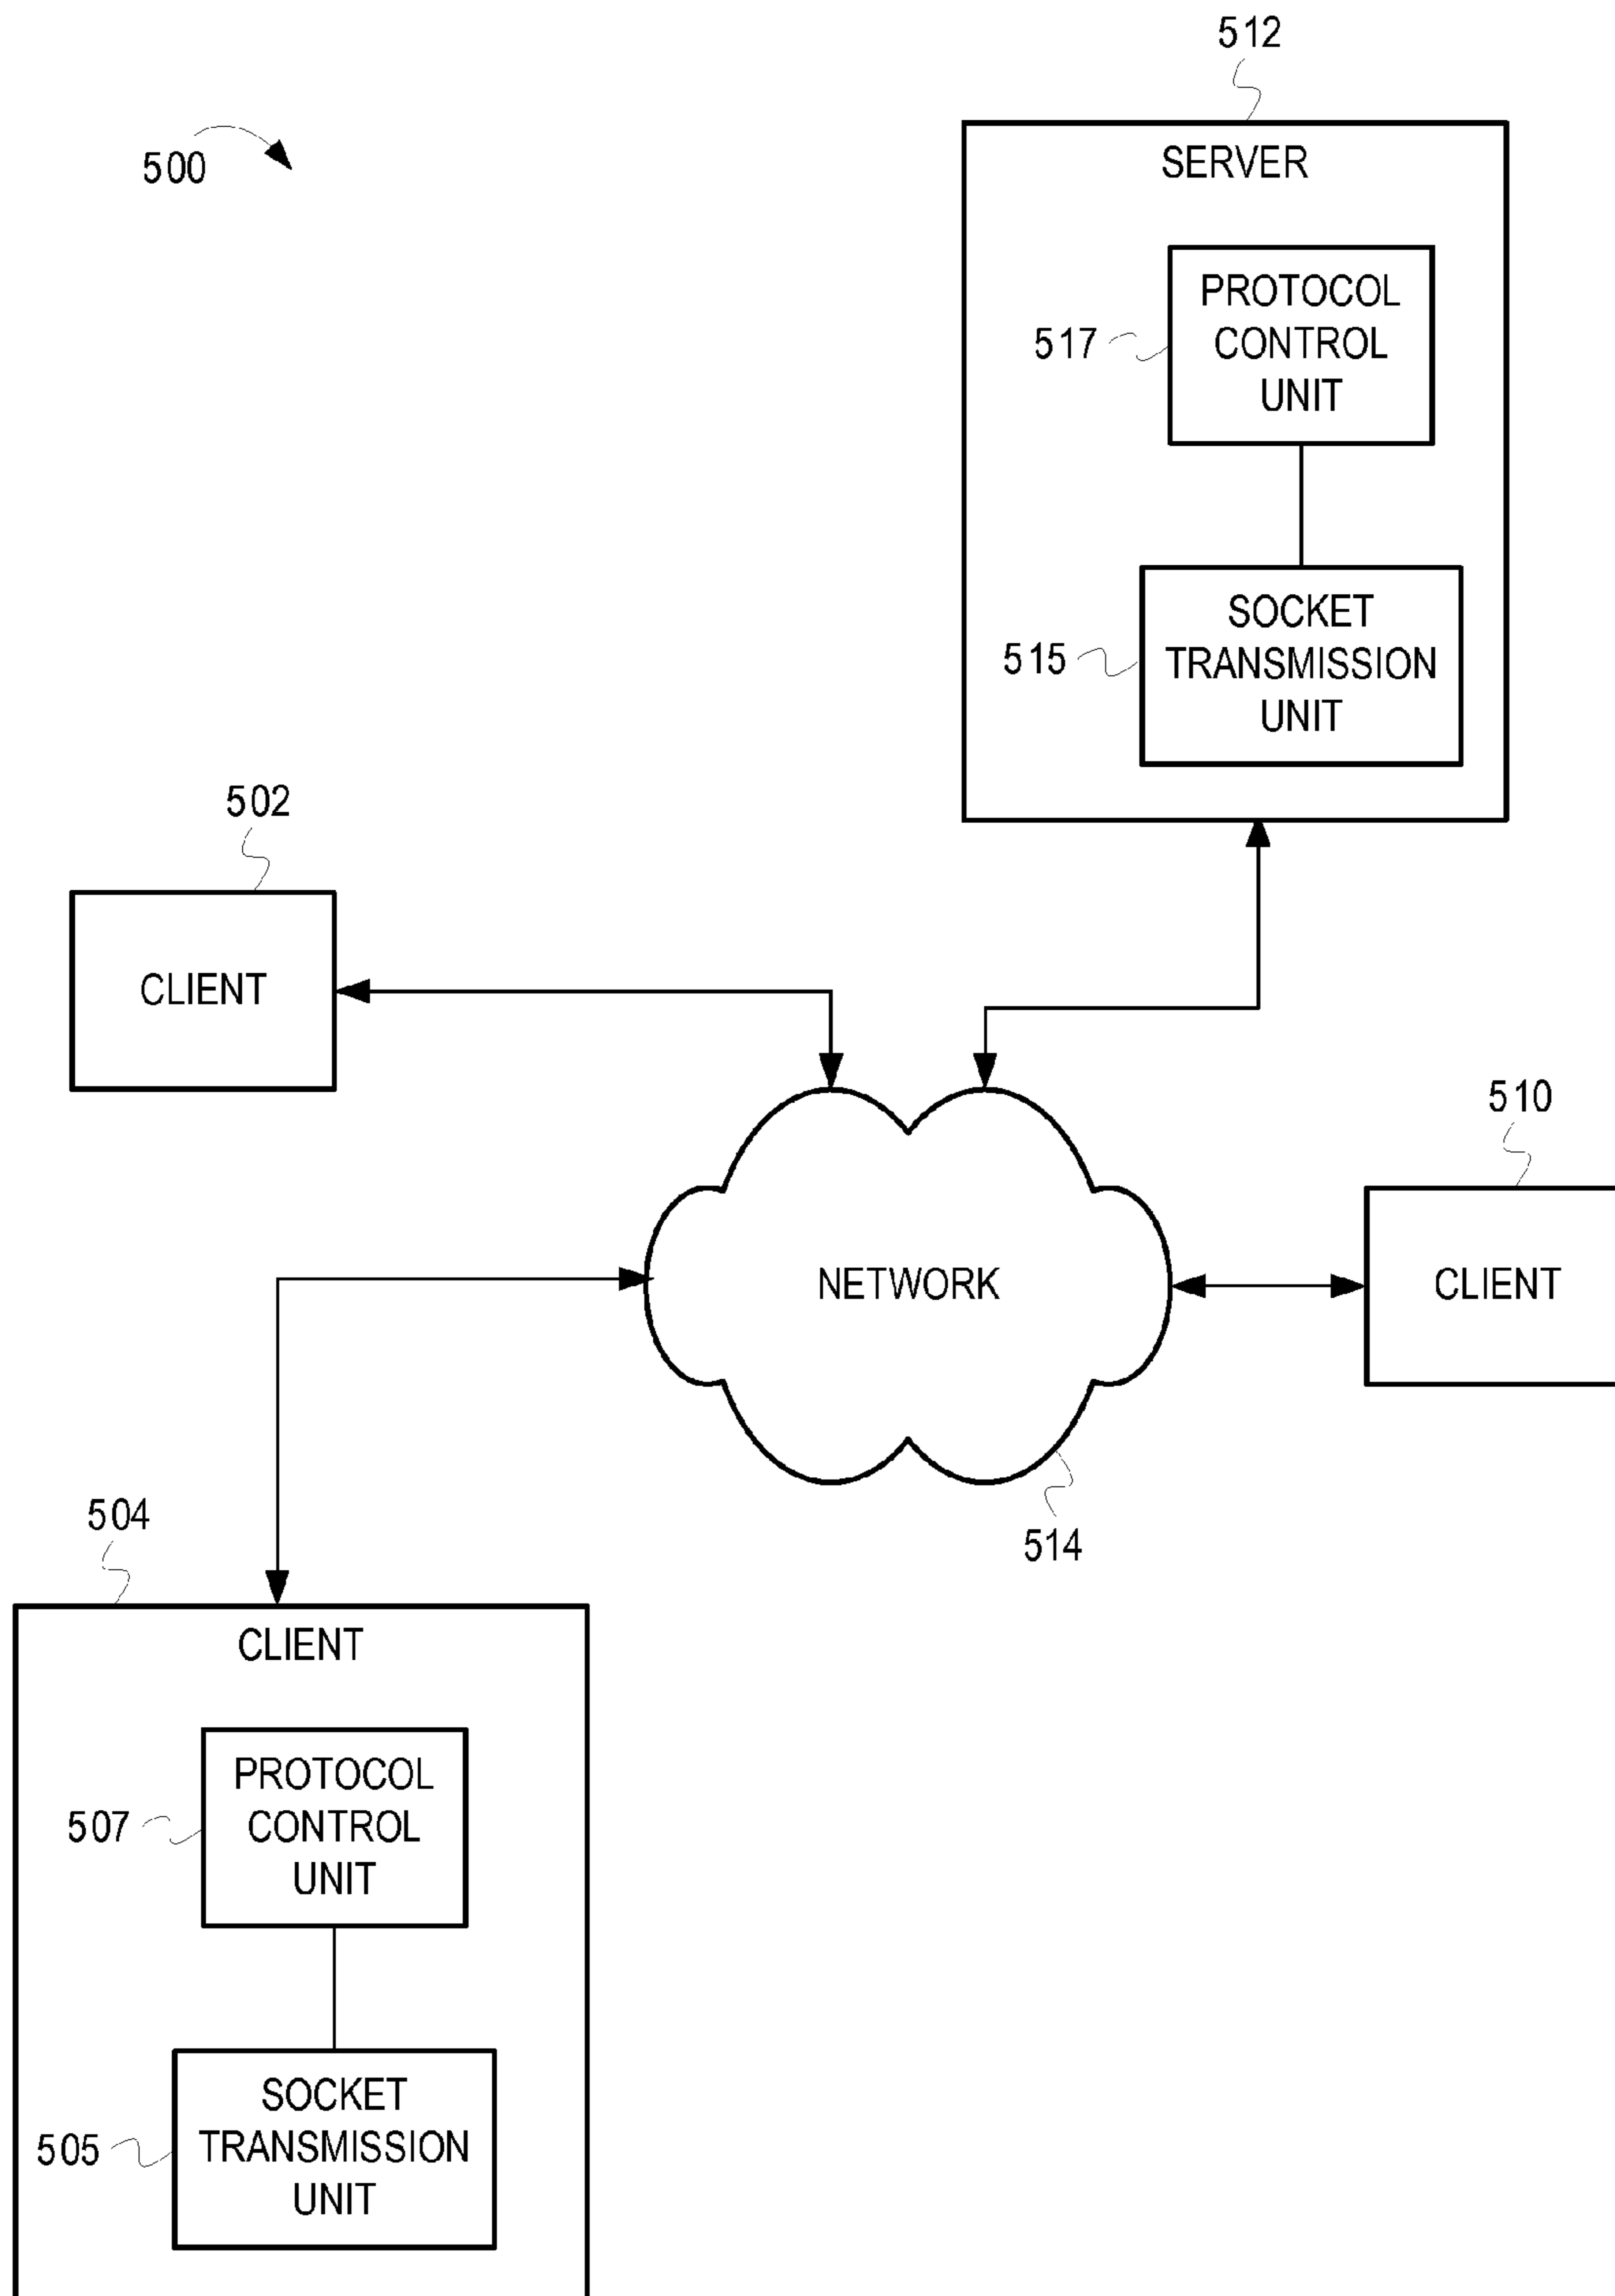 512
500
SERVER
PROTOCOL
CONTROL
UNIT
517
SOCKET
TRANSMISSION
UNIT
515
502
CLIENT
510
CLIENT
NETWORK
514
504
CLIENT
PROTOCOL
CONTROL
UNIT
507
SOCKET
TRANSMISSION
UNIT
505